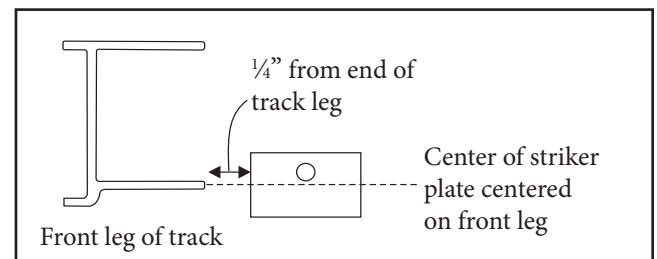 ¼” from end of
track leg
Center of striker
plate centered
on front leg
Front leg of track